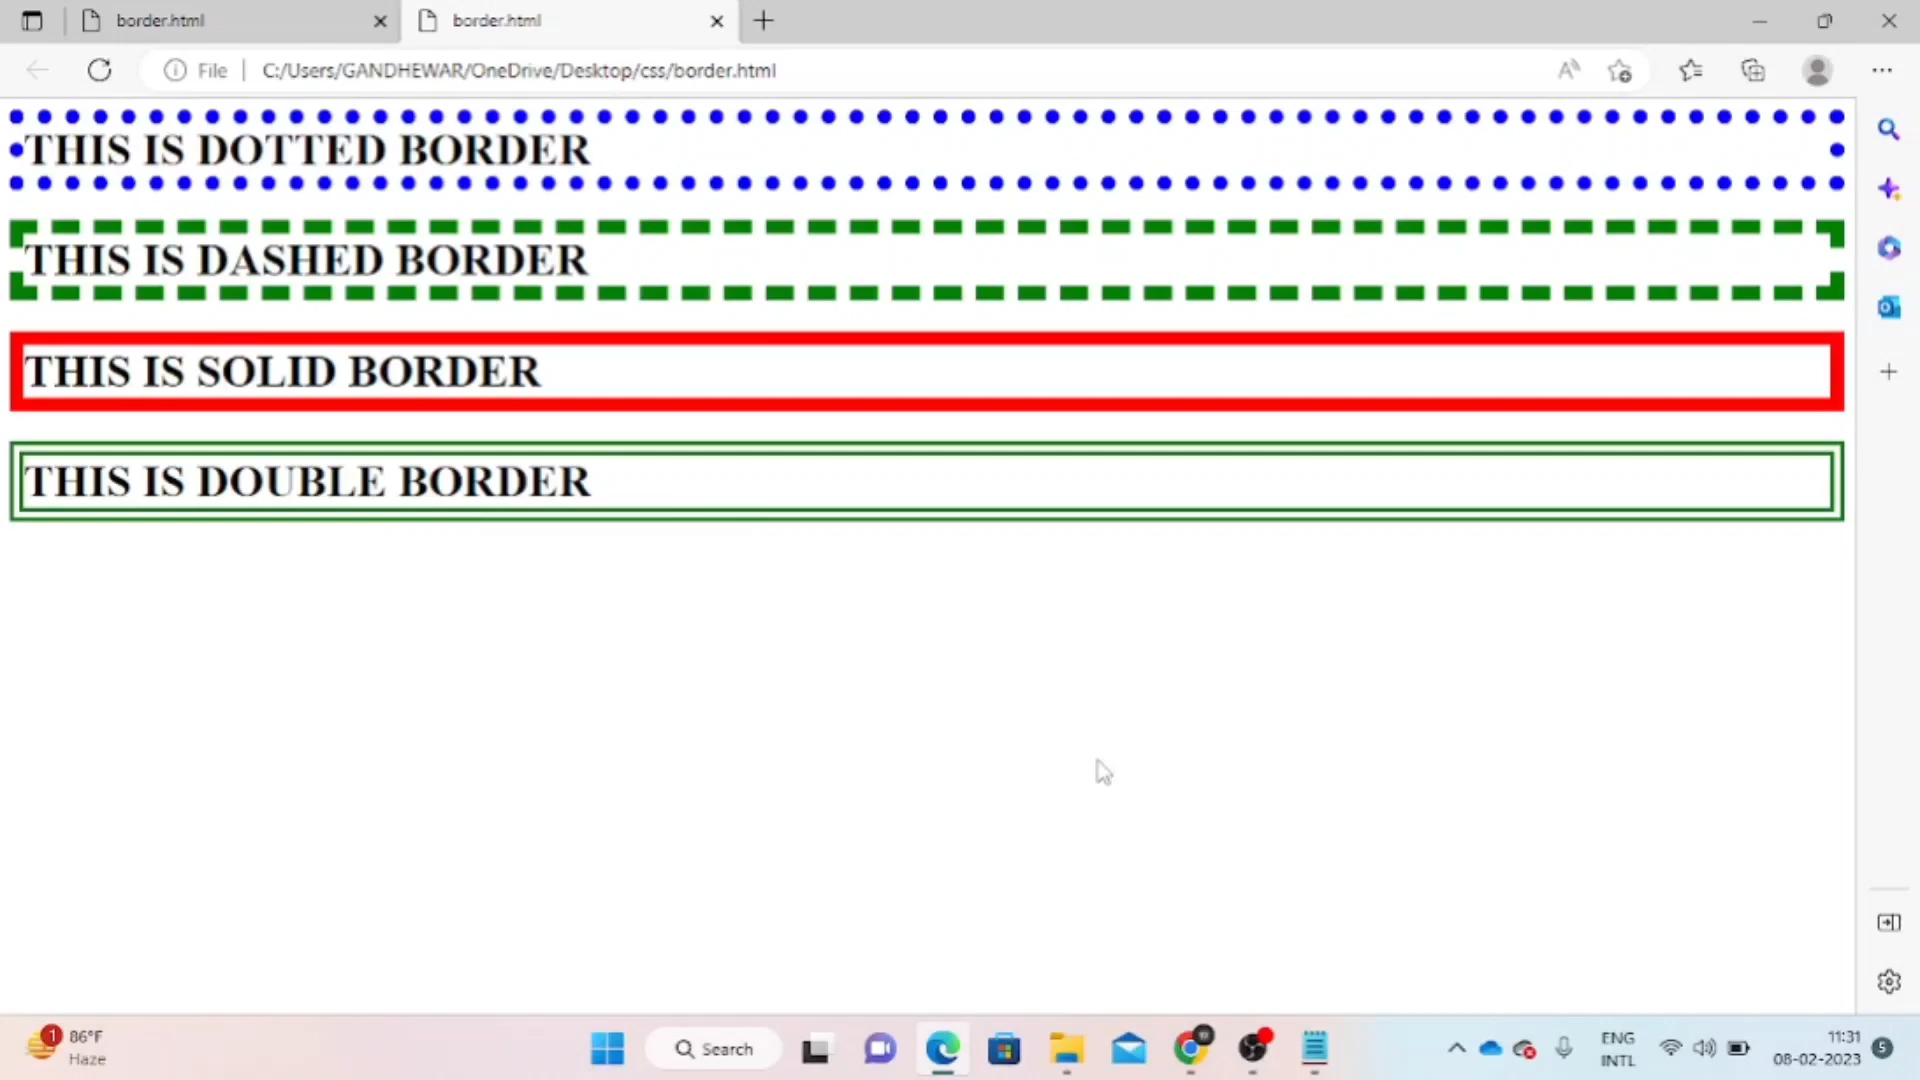 border.html
border.html
File
C:/Users/GANDHEWAR/OneDrive/Desktop/css/border.html
THIS IS DOTTED BORDER
THIS IS DASHED BORDER
THIS IS SOLID BORDER
THIS IS DOUBLE BORDER
1
86°F
Haze
Search
ENG
INTL
11:31
08-02-2023
5